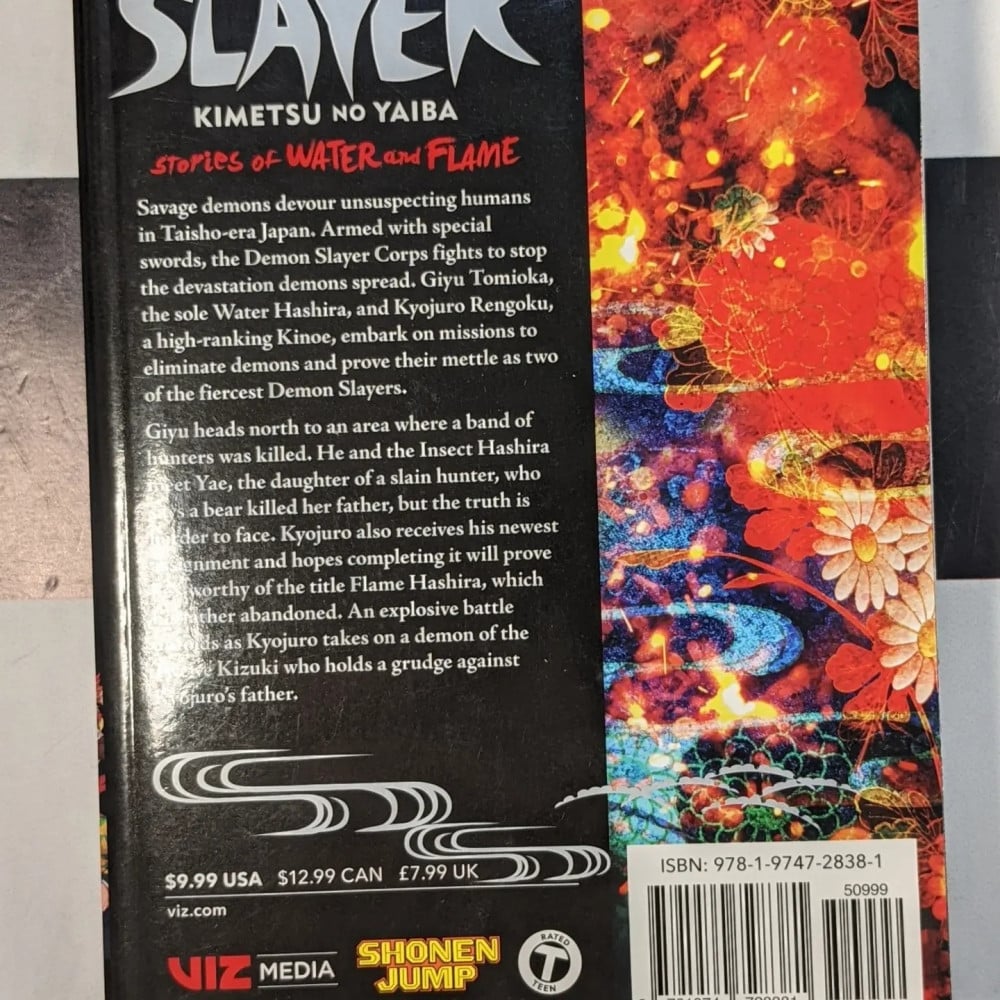 SLAYER
KIMETSU NO YAIBA
STORIES OF WATER and FLAME
Savage demons devour unsuspecting humans
in Taisho-era Japan. Armed with special
swords, the Demon Slayer Corps fights to stop
the devastation demons spread. Giyu Tomioka,
the sole Water Hashira, and Kyojuro Rengoku,
a high-ranking Kinoe, embark on missions to
eliminate demons and prove their mettle as two
of the fiercest Demon Slayers.
Giyu heads north to an area where a band of
hunters was killed. He and the Insect Hashira
meet Yae, the daughter of a slain hunter, who
a bear killed her father, but the truth is
to face. Kyojuro also receives his newest
and hopes completing it will prove
worthy of the title Flame Hashira, which
abandoned. An explosive battle
as Kyojuro takes on a demon of the
Kizuki who holds a grudge against
Kyojuro's father.
$9.99 USA $12.99 CAN £7.99 UK
viz.com
VIZ MEDIA
SHONEN
JUMP
RATED
T
TEEN
ISBN: 978-1-9747-2838-1
50999